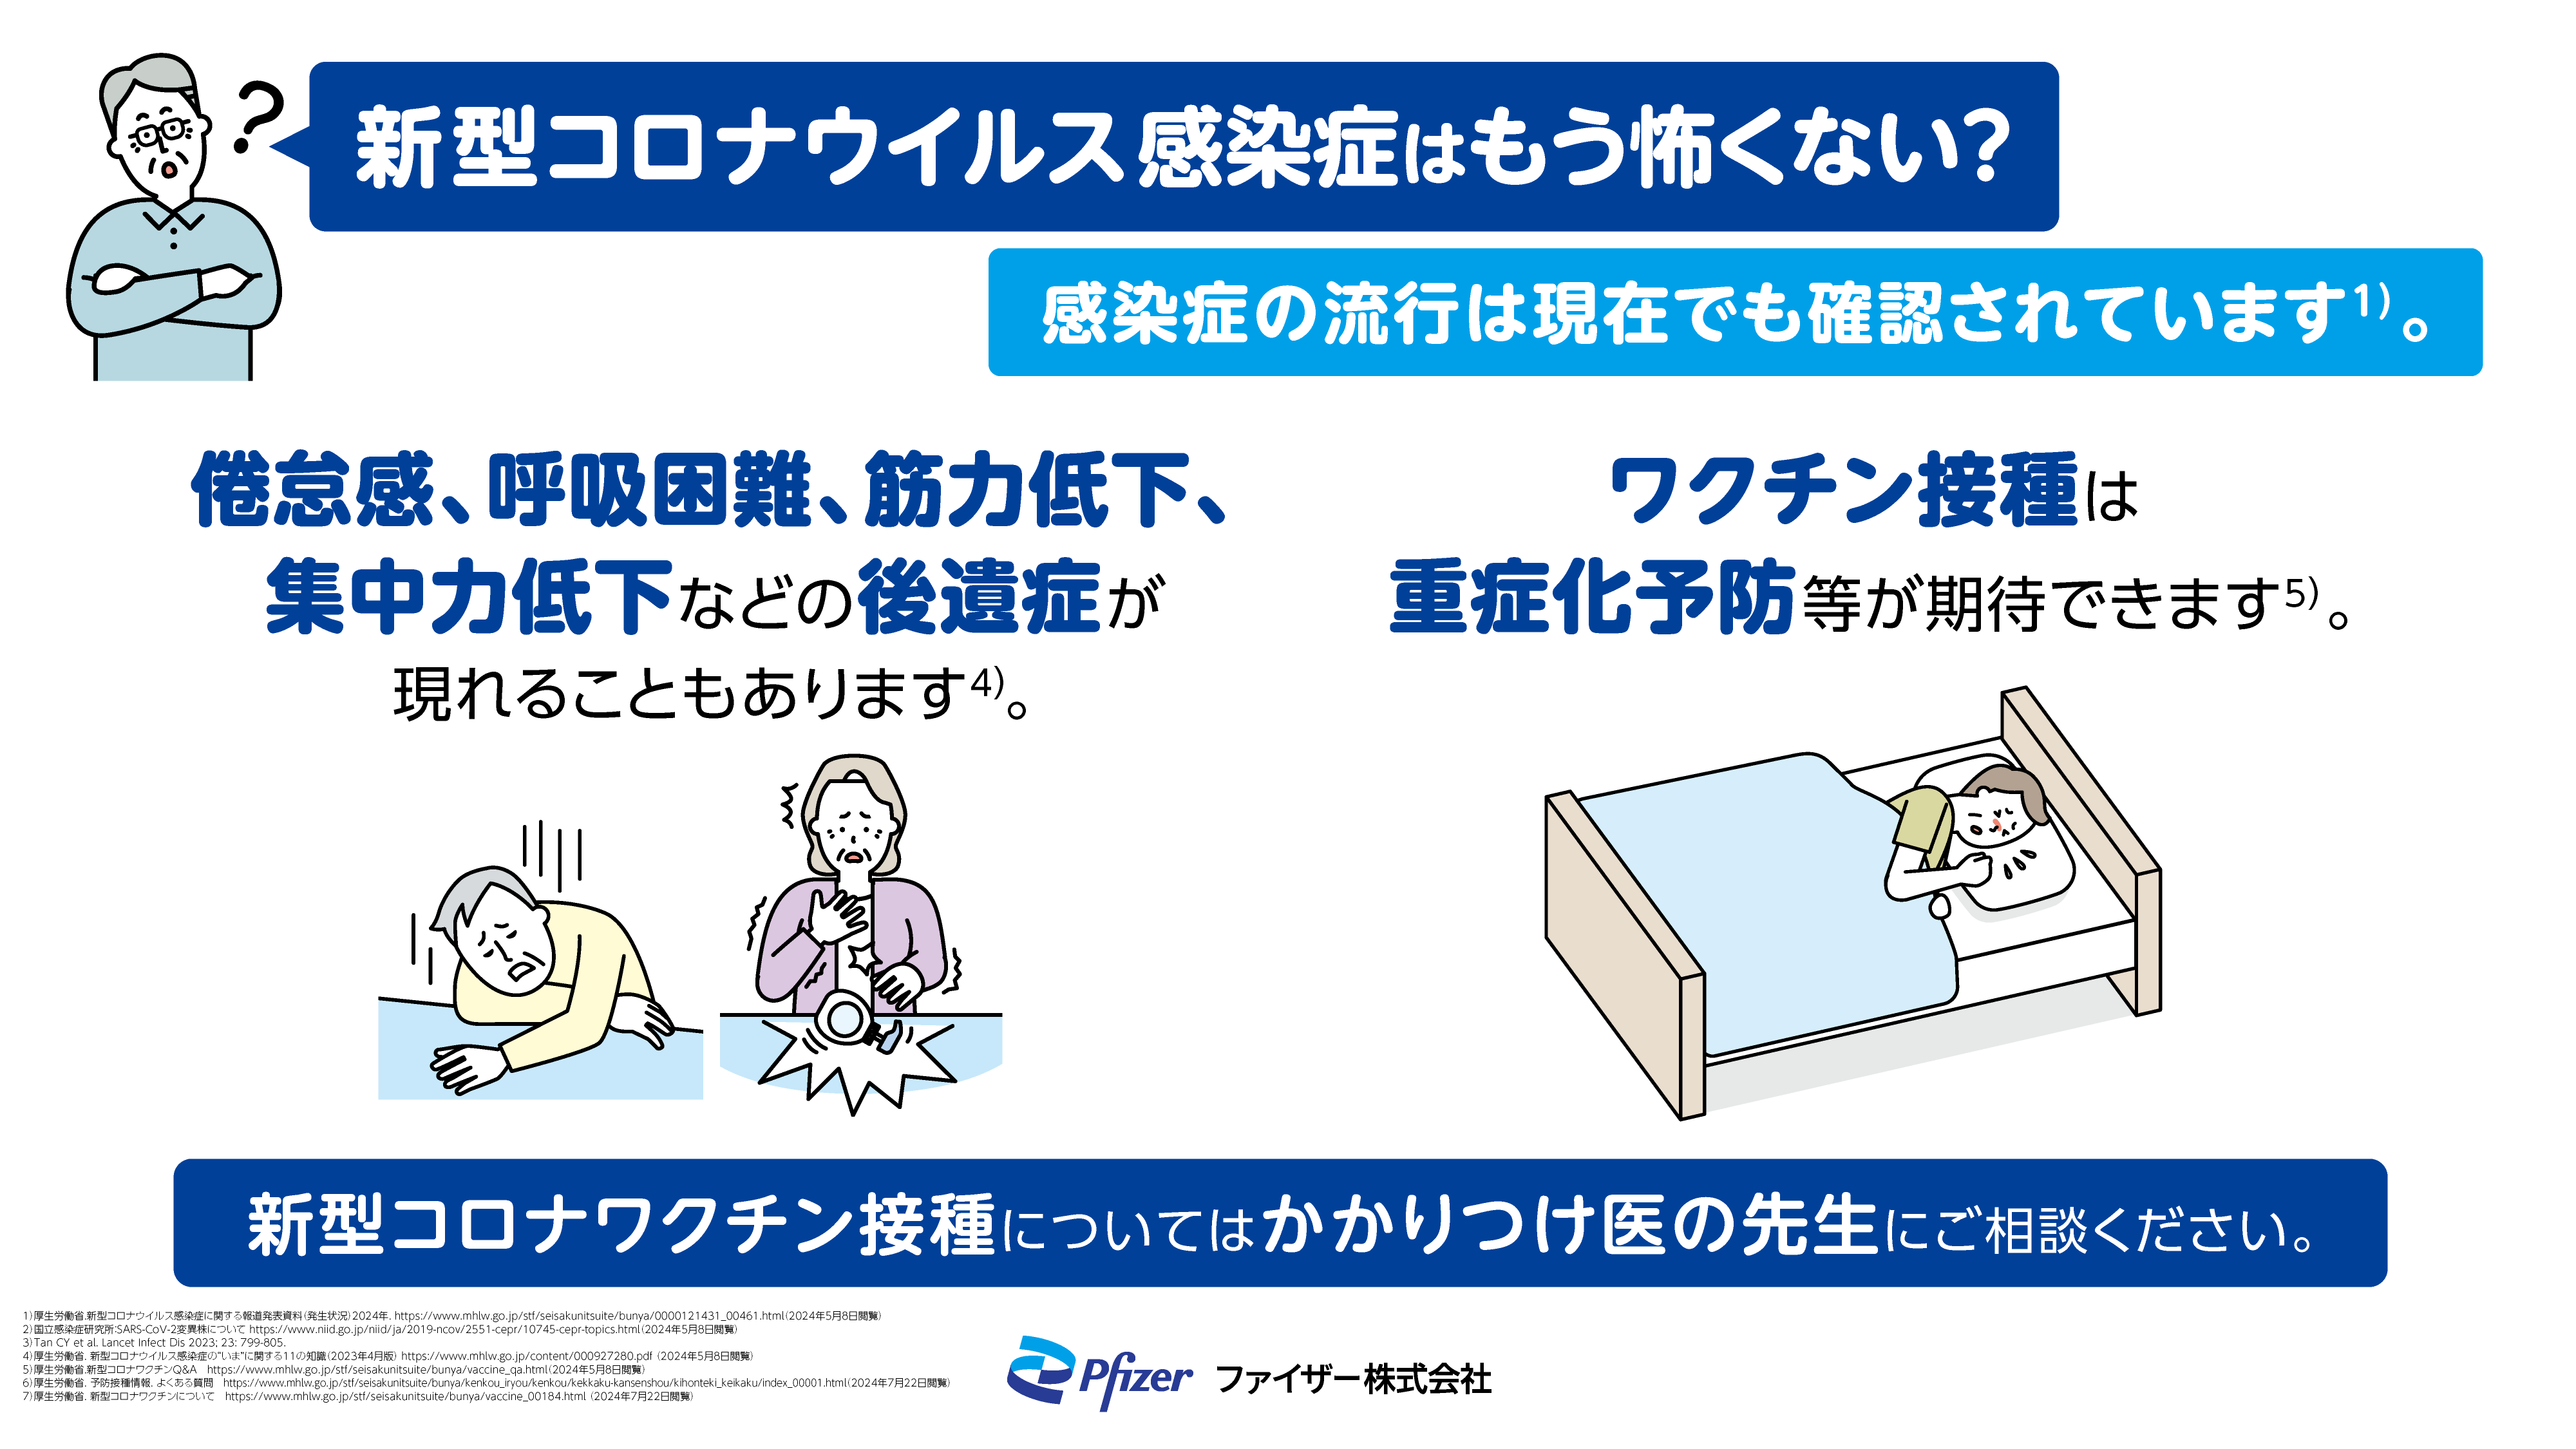 ?
新型コロナウイルス感染症はもう怖くない？
感染症の流行は現在でも確認されています1)。
倦怠感、呼吸困難、筋力低下、
集中力低下などの後遺症が
現れることもあります4)。
ワクチン接種は
重症化予防等が期待できます5)。
新型コロナワクチン接種についてはかかりつけ医の先生にご相談ください。
1)厚生労働省.新型コロナウイルス感染症に関する報道発表資料(発生状況)2024年. https://www.mhlw.go.jp/stf/seisakunitsuite/bunya/0000121431_00461.html(2024年5月8日閲覧)
2)国立感染症研究所:SARS-CoV-2変異株について https://www.niid.go.jp/niid/ja/2019-ncov/2551-cepr/10745-cepr-topics.html(2024年5月8日閲覧)
3)Tan CY et al. Lancet Infect Dis 2023; 23: 799-805.
4)厚生労働省. 新型コロナウイルス感染症の"いま"に関する11の知識(2023年4月版) https://www.mhlw.go.jp/content/000927280.pdf (2024年5月8日閲覧)
5)厚生労働省.新型コロナワクチンQ&A https://www.mhlw.go.jp/stf/seisakunitsuite/bunya/vaccine_qa.html(2024年5月8日閲覧)
6)厚生労働省. 予防接種情報. よくある質問 https://www.mhlw.go.jp/stf/seisakunitsuite/bunya/kenkou_iryou/kenkou/kekkaku-kansenshou/kihonteki_keikaku/index_00001.html(2024年7月22日閲覧)
7)厚生労働省. 新型コロナワクチンについて https://www.mhlw.go.jp/stf/seisakunitsuite/bunya/vaccine_00184.html (2024年7月22日閲覧)
Pfizer ファイザー株式会社